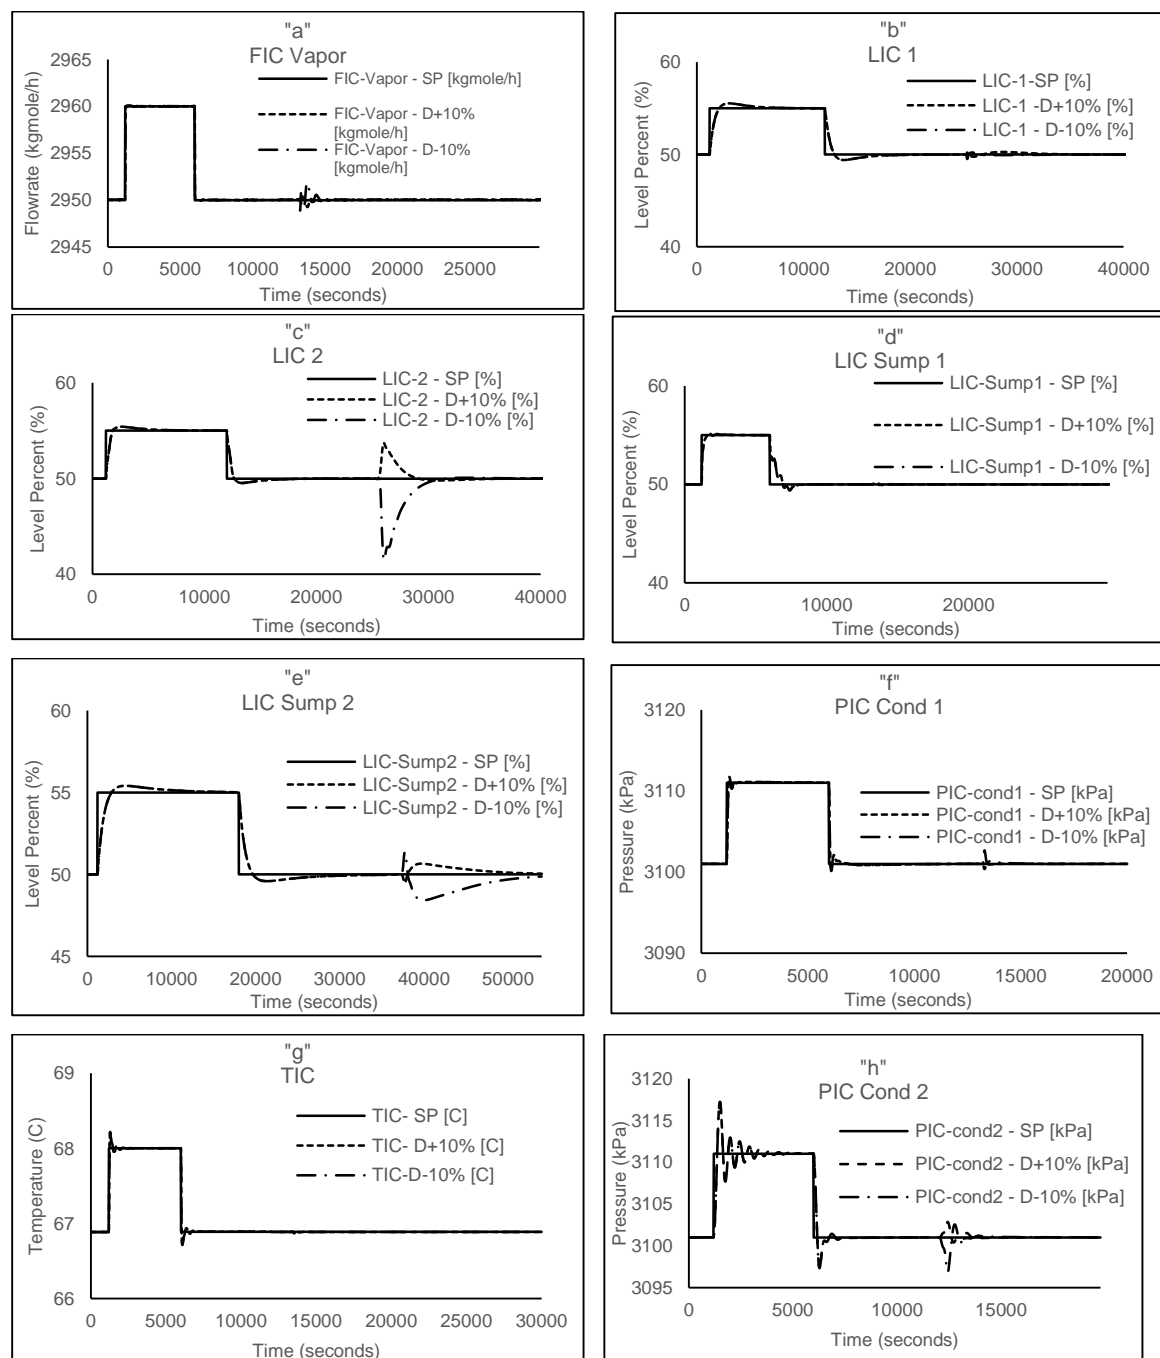 "a"
FIC Vapor
Flowrate (kgmole/h)
2965
2960
2955
2950
2945
FIC-Vapor - SP [kgmole/h]
FIC-Vapor - D+10%
[kgmole/h]
FIC-Vapor - D-10%
[kgmole/h]
0 5000 10000 15000 20000 25000
Time (seconds)
"b"
LIC 1
Level Percent (%)
60
50
40
LIC-1-SP [%]
LIC-1 -D+10% [%]
LIC-1 - D-10% [%]
0 10000 20000 30000 40000
Time (seconds)
"c"
LIC 2
Level Percent (%)
60
50
40
LIC-2 - SP [%]
LIC-2 - D+10% [%]
LIC-2 - D-10% [%]
0 10000 20000 30000 40000
Time (seconds)
"d"
LIC Sump 1
Level Percent (%)
60
50
40
LIC-Sump1 - SP [%]
LIC-Sump1 - D+10% [%]
LIC-Sump1 - D-10% [%]
0 10000 20000
Time (seconds)
"e"
LIC Sump 2
Level Percent (%)
60
55
50
45
LIC-Sump2 - SP [%]
LIC-Sump2 - D+10% [%]
LIC-Sump2 - D-10% [%]
0 10000 20000 30000 40000 50000
Time (seconds)
"f"
PIC Cond 1
Pressure (kPa)
3120
3110
3100
3090
PIC-cond1 - SP [kPa]
PIC-cond1 - D+10% [kPa]
PIC-cond1 - D-10% [kPa]
0 5000 10000 15000 20000
Time (seconds)
"g"
TIC
Temperature (C)
69
68
67
66
TIC- SP [C]
TIC- D+10% [C]
TIC-D-10% [C]
0 5000 10000 15000 20000 25000 30000
Time (seconds)
"h"
PIC Cond 2
Pressure (kPa)
3120
3115
3110
3105
3100
3095
PIC-cond2 - SP [kPa]
PIC-cond2 - D+10% [kPa]
PIC-cond2 - D-10% [kPa]
0 5000 10000 15000
Time (seconds)